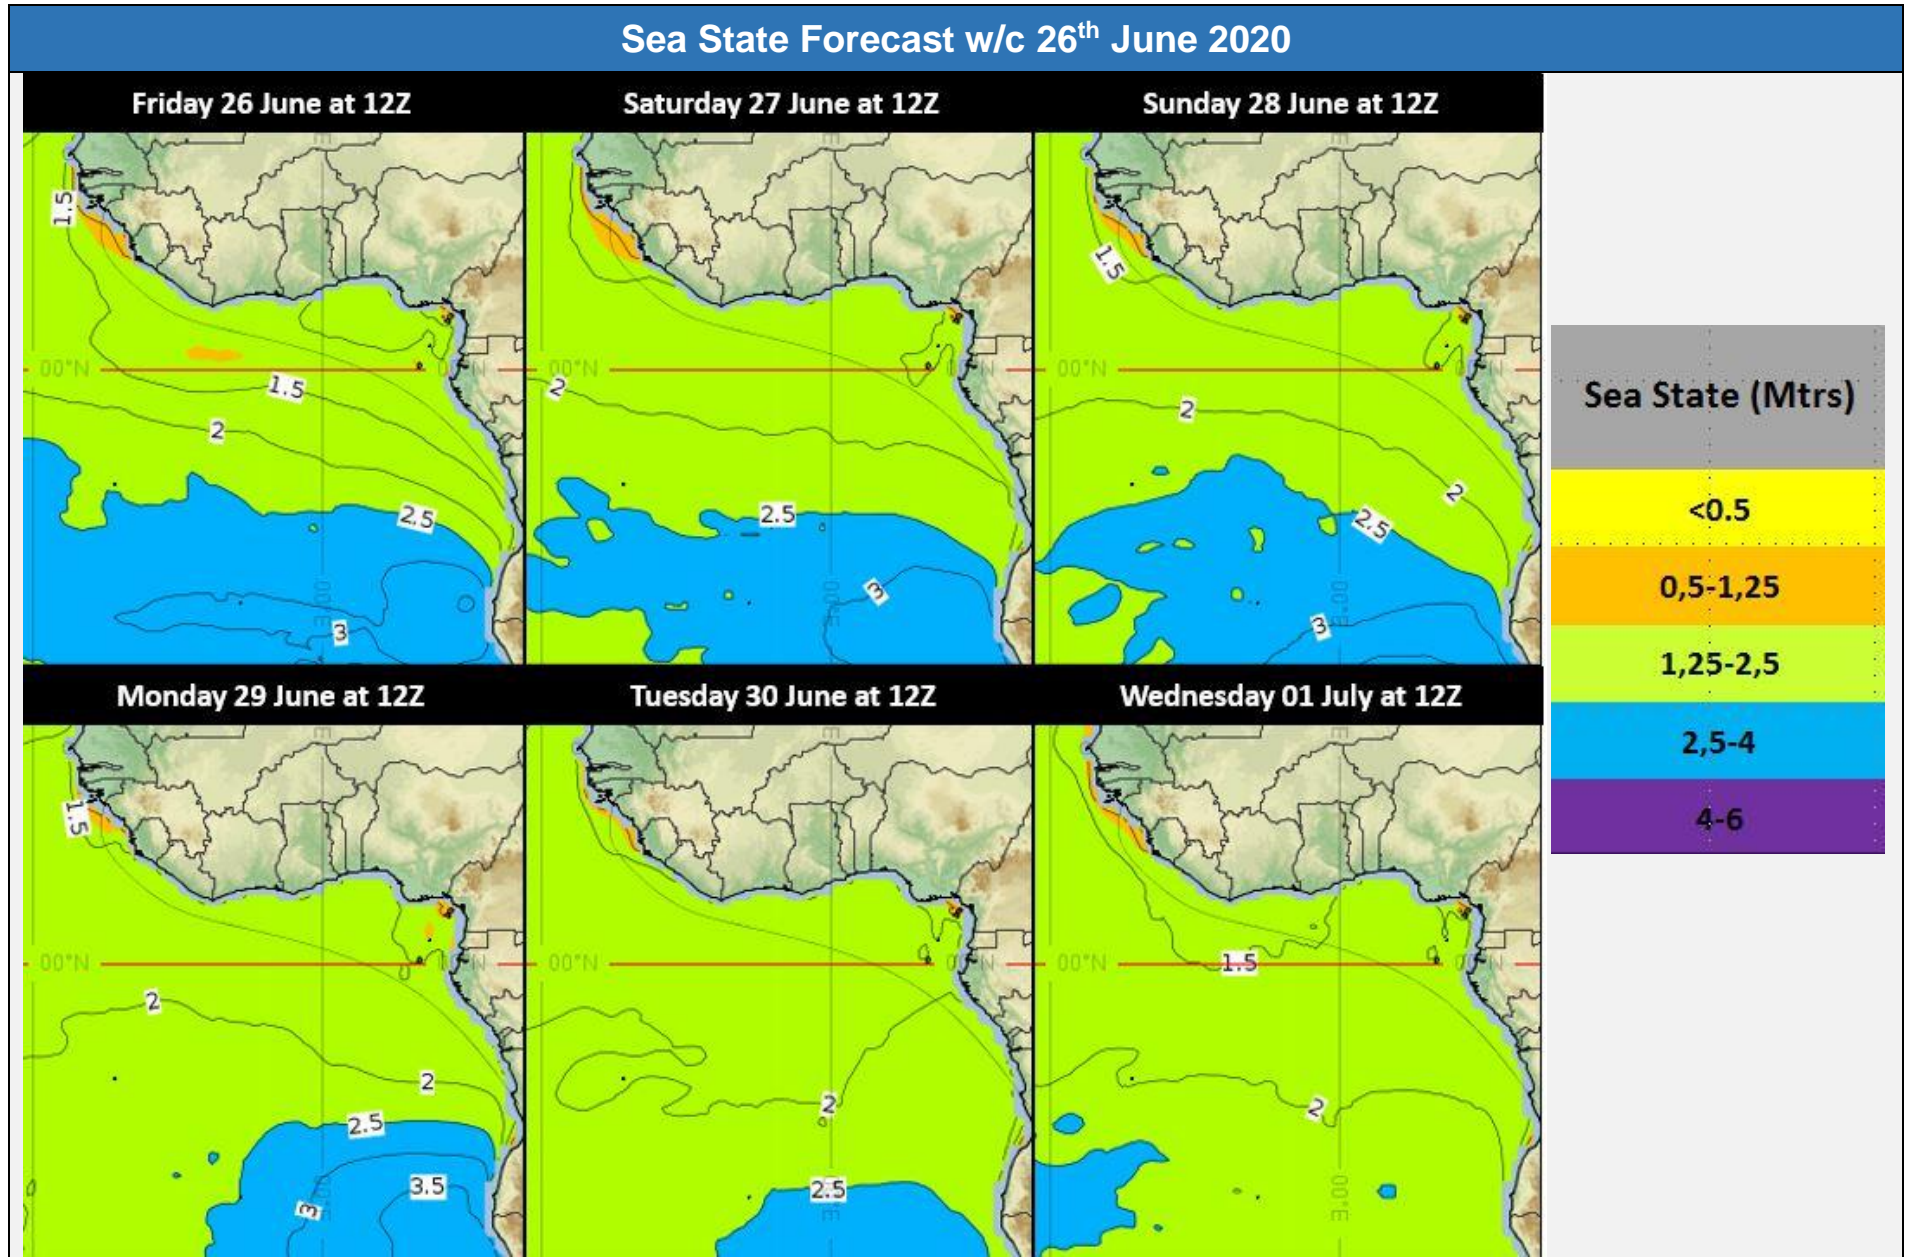 Sea State Forecast w/c 26th June 2020
Friday 26 June at 12Z
Saturday 27 June at 12Z
Sunday 28 June at 12Z
1.5
00°N
1.5
2
2.5
3
00°N
2
2.5
3
1.5
00°N
2
2
2.5
3
Sea State (Mtrs)
<0.5
0,5-1,25
1,25-2,5
2,5-4
4-6
Monday 29 June at 12Z
Tuesday 30 June at 12Z
Wednesday 01 July at 12Z
1.5
00°N
2
2
2.5
3.5
3
00°N
2
2.5
00°N
1.5
2
00°E